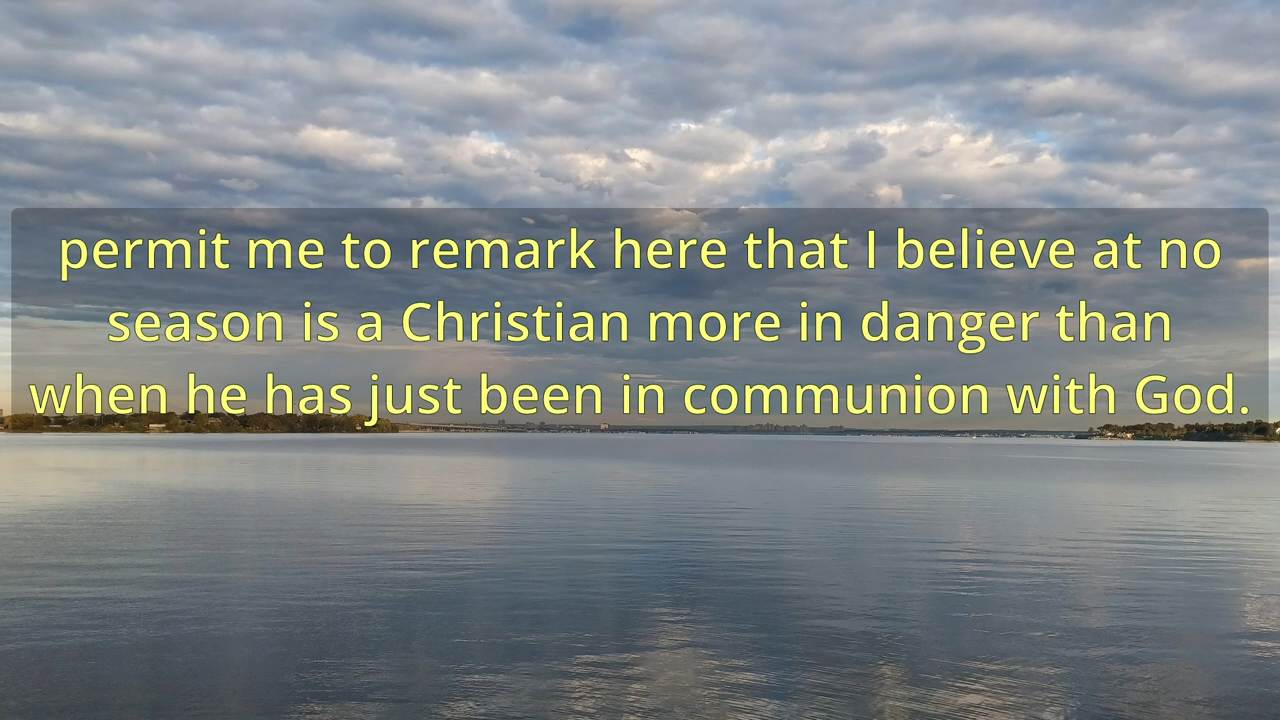 permit me to remark here that I believe at no
season is a Christian more in danger than
when he has just been in communion with God.